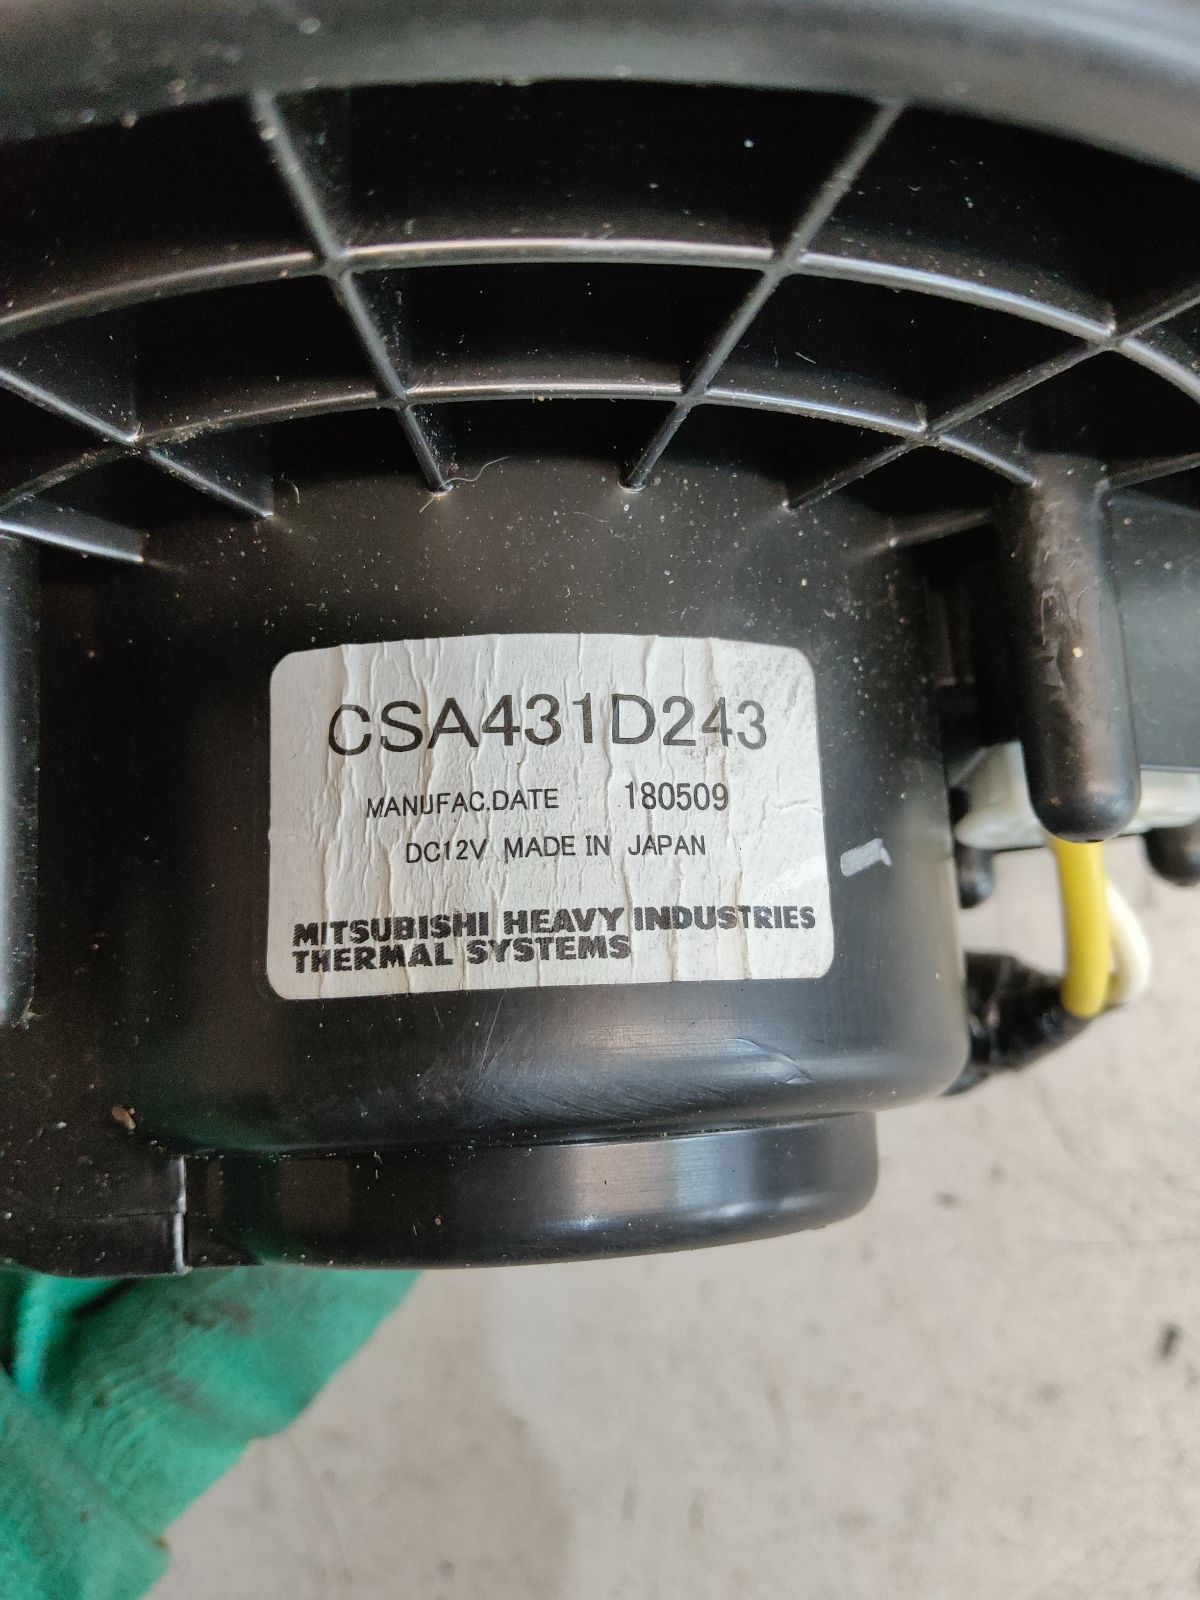 CSA431D243
MANUFAC.DATE 180509
DC12V MADE IN JAPAN
MITSUBISHI HEAVY INDUSTRIES
THERMAL SYSTEMS